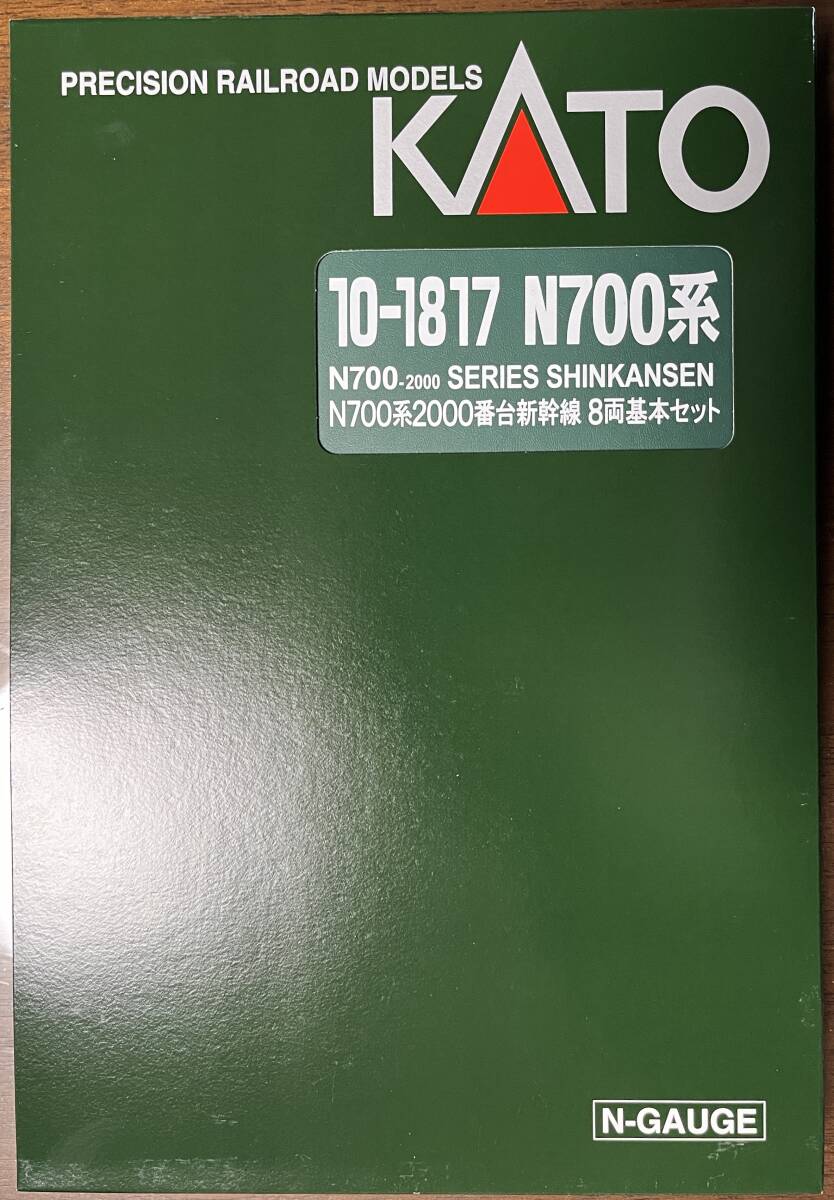 PRECISION RAILROAD MODELS
KATO
10-1817 N700系
N700-2000 SERIES SHINKANSEN
N700系2000番台新幹線 8両基本セット
N-GAUGE